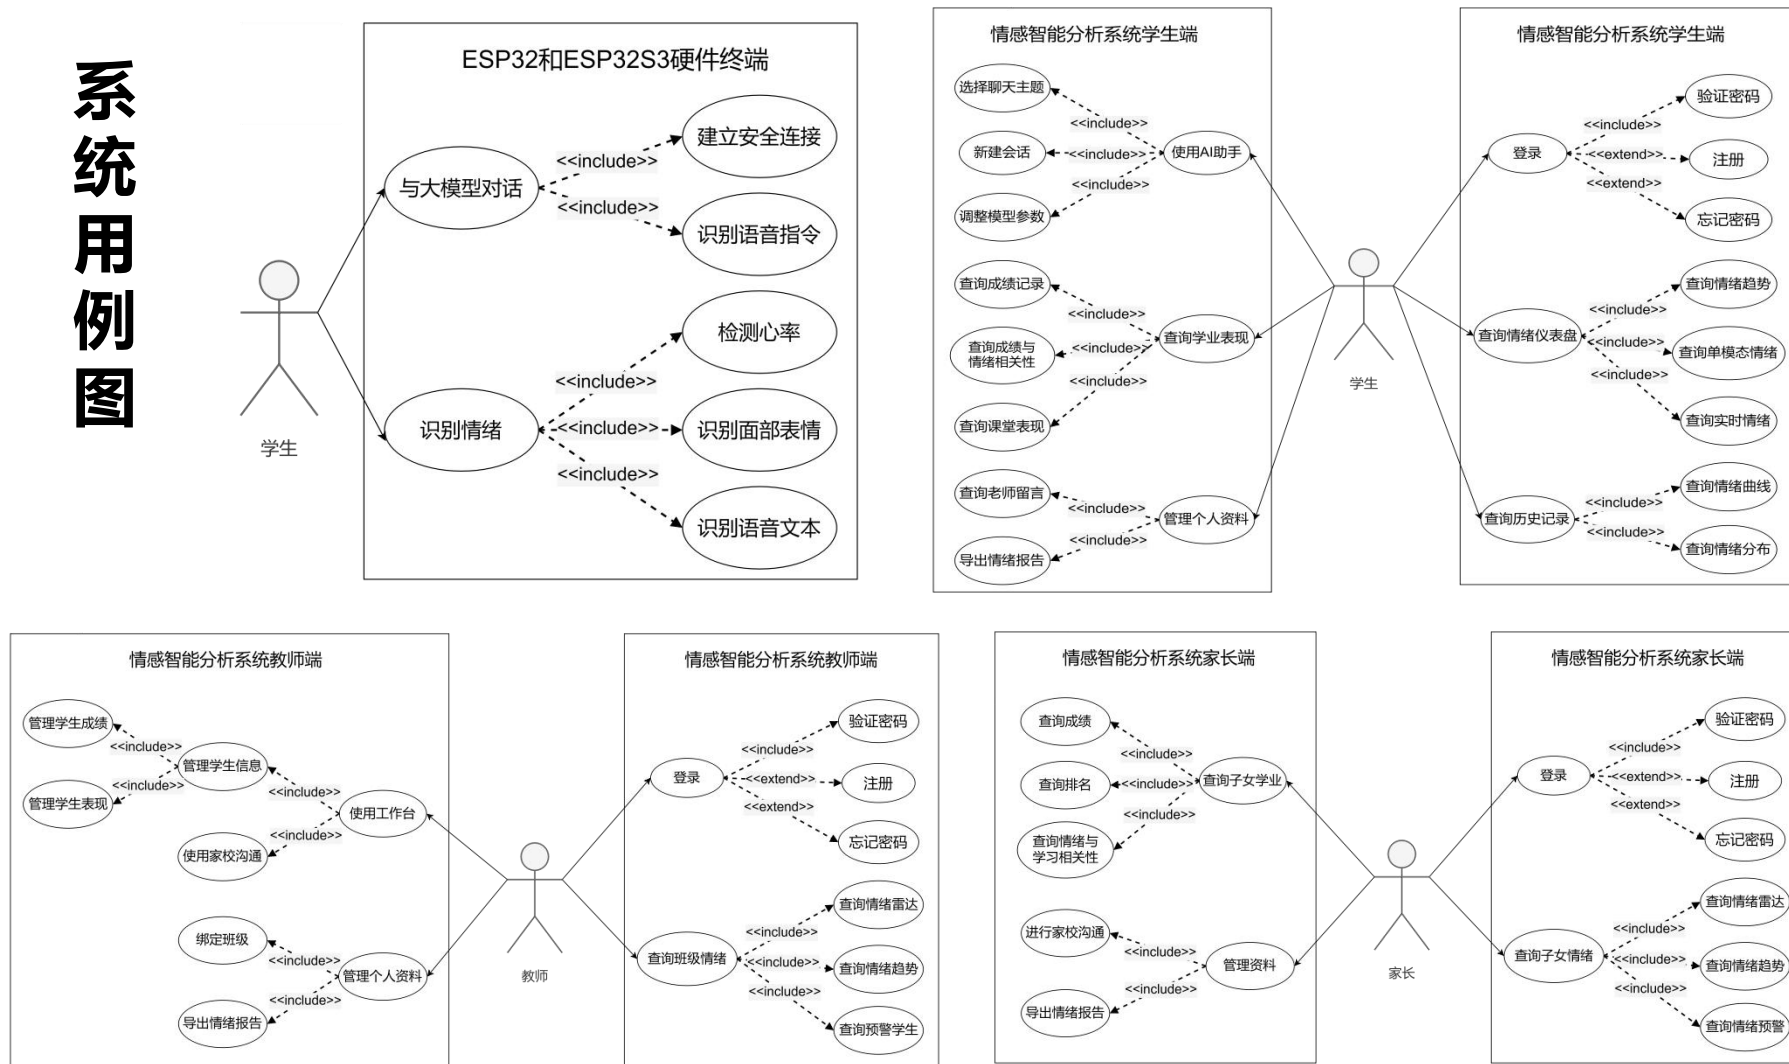 系统用例图
ESP32和ESP32S3硬件终端
与大模型对话
<<include>>
<<include>>
建立安全连接
识别语音指令
学生
识别情绪
<<include>>
<<include>>
<<include>>
检测心率
识别面部表情
识别语音文本
情感智能分析系统学生端
选择聊天主题
<<include>>
新建会话
<<include>>
使用AI助手
<<include>>
调整模型参数
查询成绩记录
<<include>>
查询成绩与
情绪相关性
<<include>>
查询学业表现
<<include>>
查询课堂表现
查询老师留言
<<include>>
管理个人资料
<<include>>
导出情绪报告
学生
情感智能分析系统学生端
登录
<<include>>
验证密码
<<extend>>
注册
<<extend>>
忘记密码
查询情绪仪表盘
<<include>>
查询情绪趋势
<<include>>
查询单模态情绪
<<include>>
查询实时情绪
查询历史记录
<<include>>
查询情绪曲线
<<include>>
查询情绪分布
情感智能分析系统教师端
管理学生成绩
<<include>>
管理学生信息
<<include>>
管理学生表现
<<include>>
使用工作台
<<include>>
使用家校沟通
绑定班级
<<include>>
管理个人资料
<<include>>
导出情绪报告
教师
情感智能分析系统教师端
登录
<<include>>
验证密码
<<extend>>
注册
<<extend>>
忘记密码
查询班级情绪
<<include>>
查询情绪雷达
<<include>>
查询情绪趋势
<<include>>
查询预警学生
情感智能分析系统家长端
查询成绩
<<include>>
查询排名
<<include>>
查询子女学业
<<include>>
查询情绪与
学习相关性
进行家校沟通
<<include>>
管理资料
<<include>>
导出情绪报告
家长
情感智能分析系统家长端
登录
<<include>>
验证密码
<<extend>>
注册
<<extend>>
忘记密码
查询子女情绪
<<include>>
查询情绪雷达
<<include>>
查询情绪趋势
<<include>>
查询情绪预警